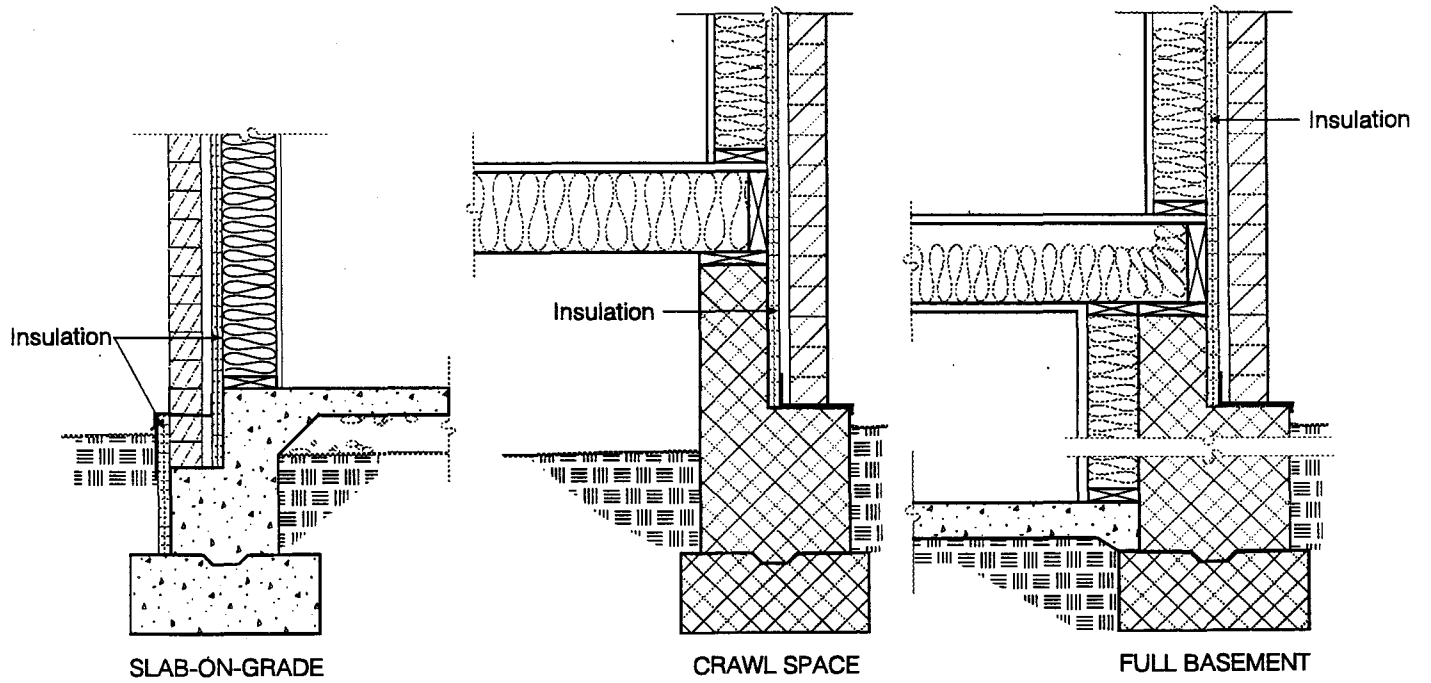 Insulation
Insulation
Insulation
SLAB-ON-GRADE
CRAWL SPACE
FULL BASEMENT